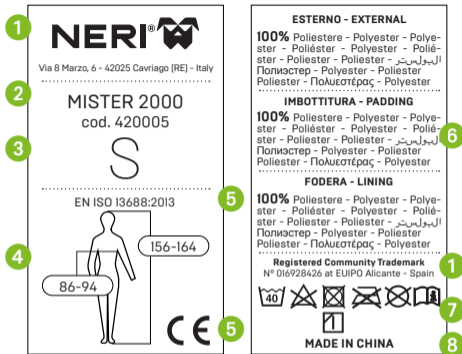 1
NERI®
Via 8 Marzo, 6 - 42025 Cavriago (RE) - Italy
2
MISTER 2000
cod. 420005
3
S
EN ISO 13688:2013
5
4
156-164
86-94
CE
5
ESTERNO - EXTERNAL
100% Poliestere - Polyester - Polye-
ster - Poliéster - Polyester - Polié-
ster - Poliester - Polyester - البوليستر
Полиэстер - Polyester - Poliester
Poliester - Πολυεστέρας - Polyester
IMBOTTITURA - PADDING
100% Poliestere - Polyester - Polye-
ster - Poliéster - Polyester - Polié-
ster - Poliester - Polyester - البوليستر
Полиэстер - Polyester - Poliester
Poliester - Πολυεστέρας - Polyester
6
FODERA - LINING
100% Poliestere - Polyester - Polye-
ster - Poliéster - Polyester - Polié-
ster - Poliester - Polyester - البوليستر
Полиэстер - Polyester - Poliester
Poliester - Πολυεστέρας - Polyester
Registered Community Trademark
N° 016928426 at EUIPO Alicante - Spain
1
40
7
1
MADE IN CHINA
8